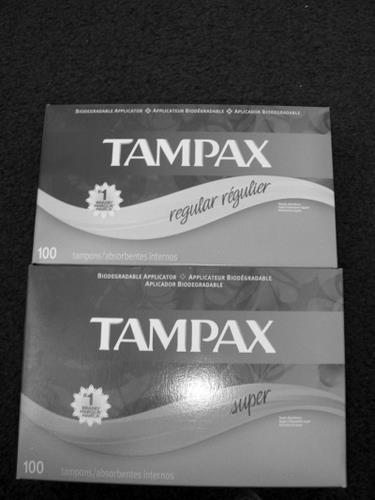 BIODEGRADABLE APPLICATOR ✤ APPLICATEUR BIODÉGRADABLE ✤ APLICADOR BIODEGRADABLE
TAMPAX
#1
regular régulier
100 tampons/absorbentes internos
BIODEGRADABLE APPLICATOR ✤ APPLICATEUR BIODÉGRADABLE
APLICADOR BIODEGRADABLE
TAMPAX
#1
super
100 tampons/absorbentes internos